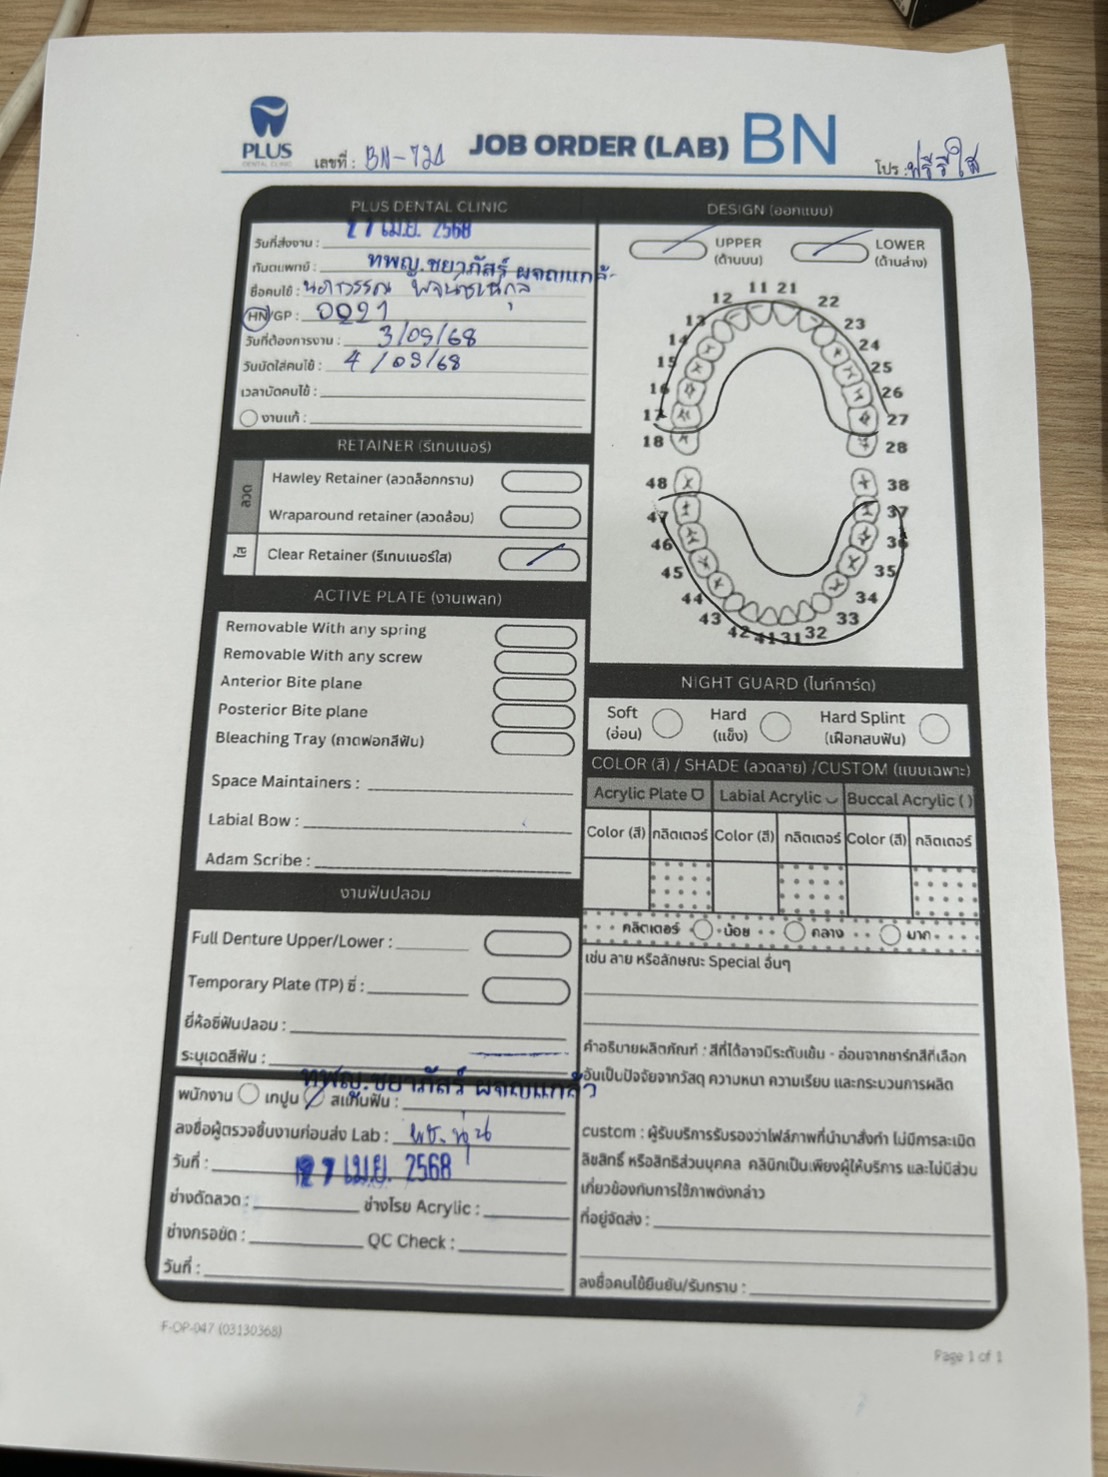 PLUS
DENTAL CLINIC
เลขที่ : BN-724
JOB ORDER (LAB) BN
โปร : ฟรีรีใส
PLUS DENTAL CLINIC
วันที่ส่งงาน : 27 เม.ย. 2568
ทันตแพทย์ : ทพญ.ชยาภัสร์ ผจญแกล้ว
ชื่อคนไข้ :
HN/GP : 0091
วันที่ต้องการงาน : 3/05/68
วันนัดใส่คนไข้ : 4/05/68
เวลานัดคนไข้ :
งานแก้ :
RETAINER (รีเทนเนอร์)
ลวด
Hawley Retainer (ลวดล็อกกราม)
Wraparound retainer (ลวดล้อม)
ใส
Clear Retainer (รีเทนเนอร์ใส)
ACTIVE PLATE (งานเพลท)
Removable With any spring
Removable With any screw
Anterior Bite plane
Posterior Bite plane
Bleaching Tray (ถาดฟอกสีฟัน)
Space Maintainers :
Labial Bow :
Adam Scribe :
งานฟันปลอม
Full Denture Upper/Lower :
Temporary Plate (TP) ซี่ :
ยี่ห้อซี่ฟันปลอม :
ระบุเฉดสีฟัน :
ทพญ.ชยาภัสร์ ผจญแกล้ว
พนักงาน เทปูน สแกนฟัน :
ลงชื่อผู้ตรวจชิ้นงานก่อนส่ง Lab :
วันที่ : 27 เม.ย. 2568
ช่างดัดลวด : ช่างโรย Acrylic :
ช่างกรอขัด : QC Check :
วันที่ :
DESIGN (ออกแบบ)
UPPER
(ด้านบน)
LOWER
(ด้านล่าง)
11 21
12 22
13 23
14 24
15 25
16 26
17 27
18 28
48 38
47 37
46 36
45 35
44 34
43 33
42 41 31 32
NIGHT GUARD (ไนท์การ์ด)
Soft
(อ่อน)
Hard
(แข็ง)
Hard Splint
(เฝือกสบฟัน)
COLOR (สี) / SHADE (ลวดลาย) /CUSTOM (แบบเฉพาะ)
Acrylic Plate Labial Acrylic Buccal Acrylic ( )
Color (สี) กลิตเตอร์ Color (สี) กลิตเตอร์ Color (สี) กลิตเตอร์
กลิตเตอร์ น้อย กลาง มาก
เช่น ลาย หรือลักษณะ Special อื่นๆ
คำอธิบายผลิตภัณฑ์ : สีที่ได้อาจมีระดับเข้ม - อ่อนจากชาร์ทสีที่เลือก
อันเป็นปัจจัยจากวัสดุ ความหนา ความเรียบ และกระบวนการผลิต
custom : ผู้รับบริการรับรองว่าไฟล์ภาพที่นำมาสั่งทำ ไม่มีการละเมิด
ลิขสิทธิ์ หรือสิทธิส่วนบุคคล คลินิกเป็นเพียงผู้ให้บริการ และไม่มีส่วน
เกี่ยวข้องกับการใช้ภาพดังกล่าว
ที่อยู่จัดส่ง :
ลงชื่อคนไข้ยืนยัน/รับทราบ :
F-OP-047 (03130368)
Page 1 of 1